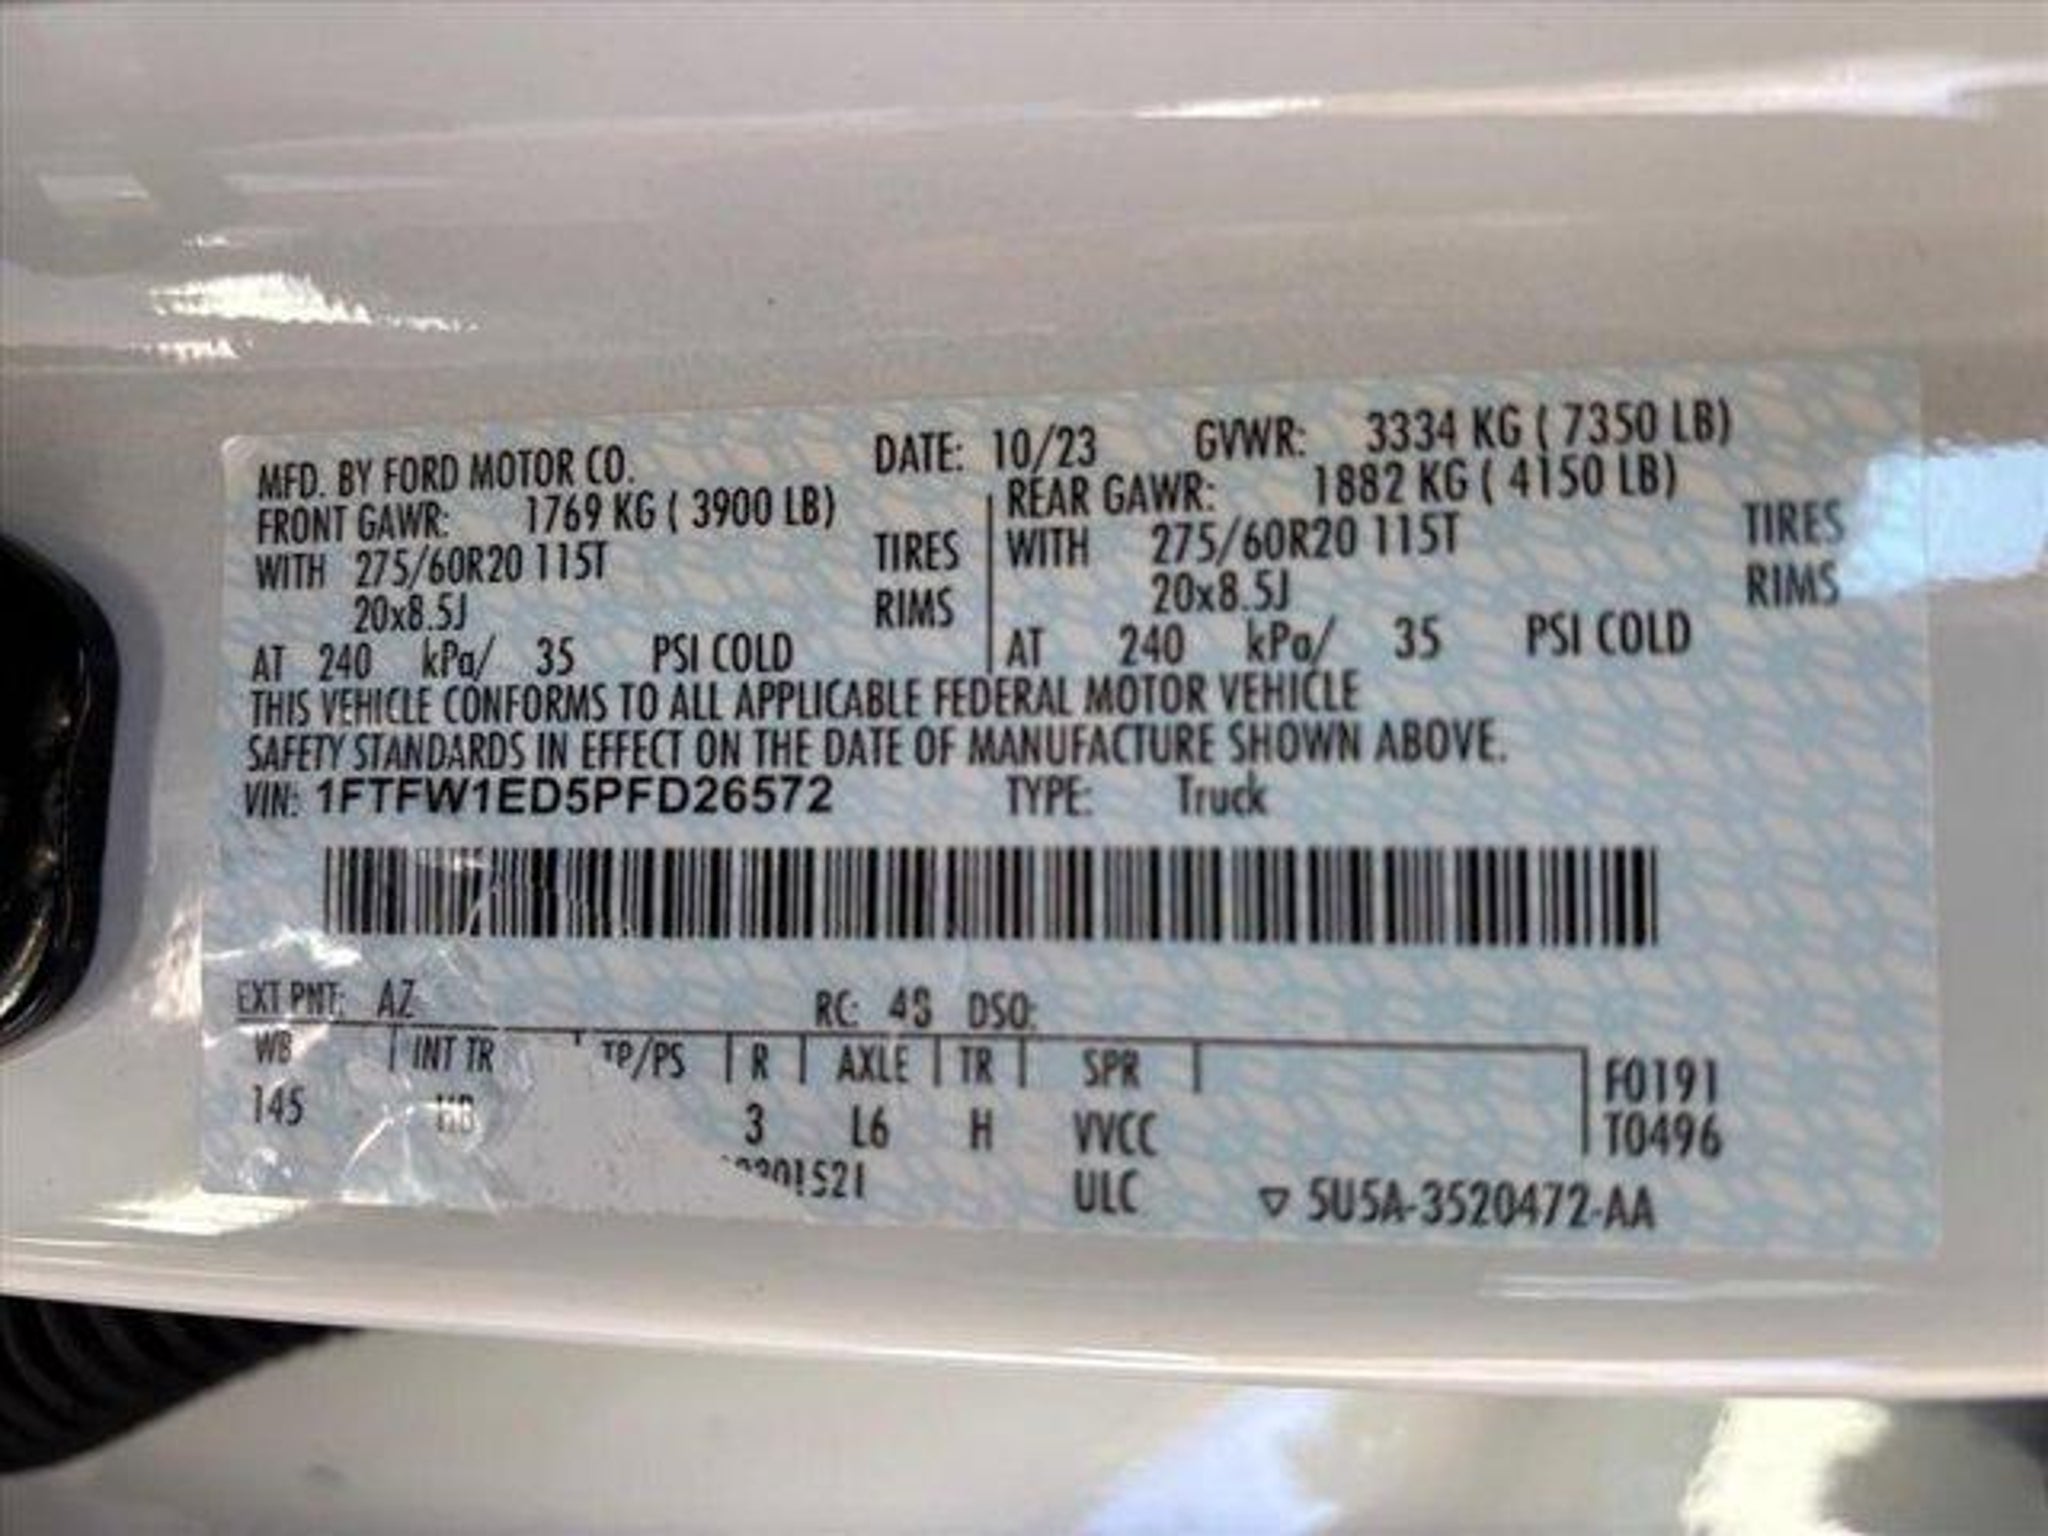 MFD. BY FORD MOTOR CO. DATE: 10/23 GVWR: 3334 KG ( 7350 LB)
FRONT GAWR: 1769 KG ( 3900 LB) REAR GAWR: 1882 KG ( 4150 LB)
WITH 275/60R20 115T TIRES WITH 275/60R20 115T TIRES
20x8.5J RIMS 20x8.5J RIMS
AT 240 kPa/ 35 PSI COLD AT 240 kPa/ 35 PSI COLD
THIS VEHICLE CONFORMS TO ALL APPLICABLE FEDERAL MOTOR VEHICLE
SAFETY STANDARDS IN EFFECT ON THE DATE OF MANUFACTURE SHOWN ABOVE.
VIN: 1FTFW1ED5PFD26572 TYPE: Truck
EXT PNT: AZ RC: 48 DSO:
WB INT TR TP/PS R AXLE TR SPR F0191
145 3 L6 H VVCC T0496
ULC ▽ 5U5A-3520472-AA